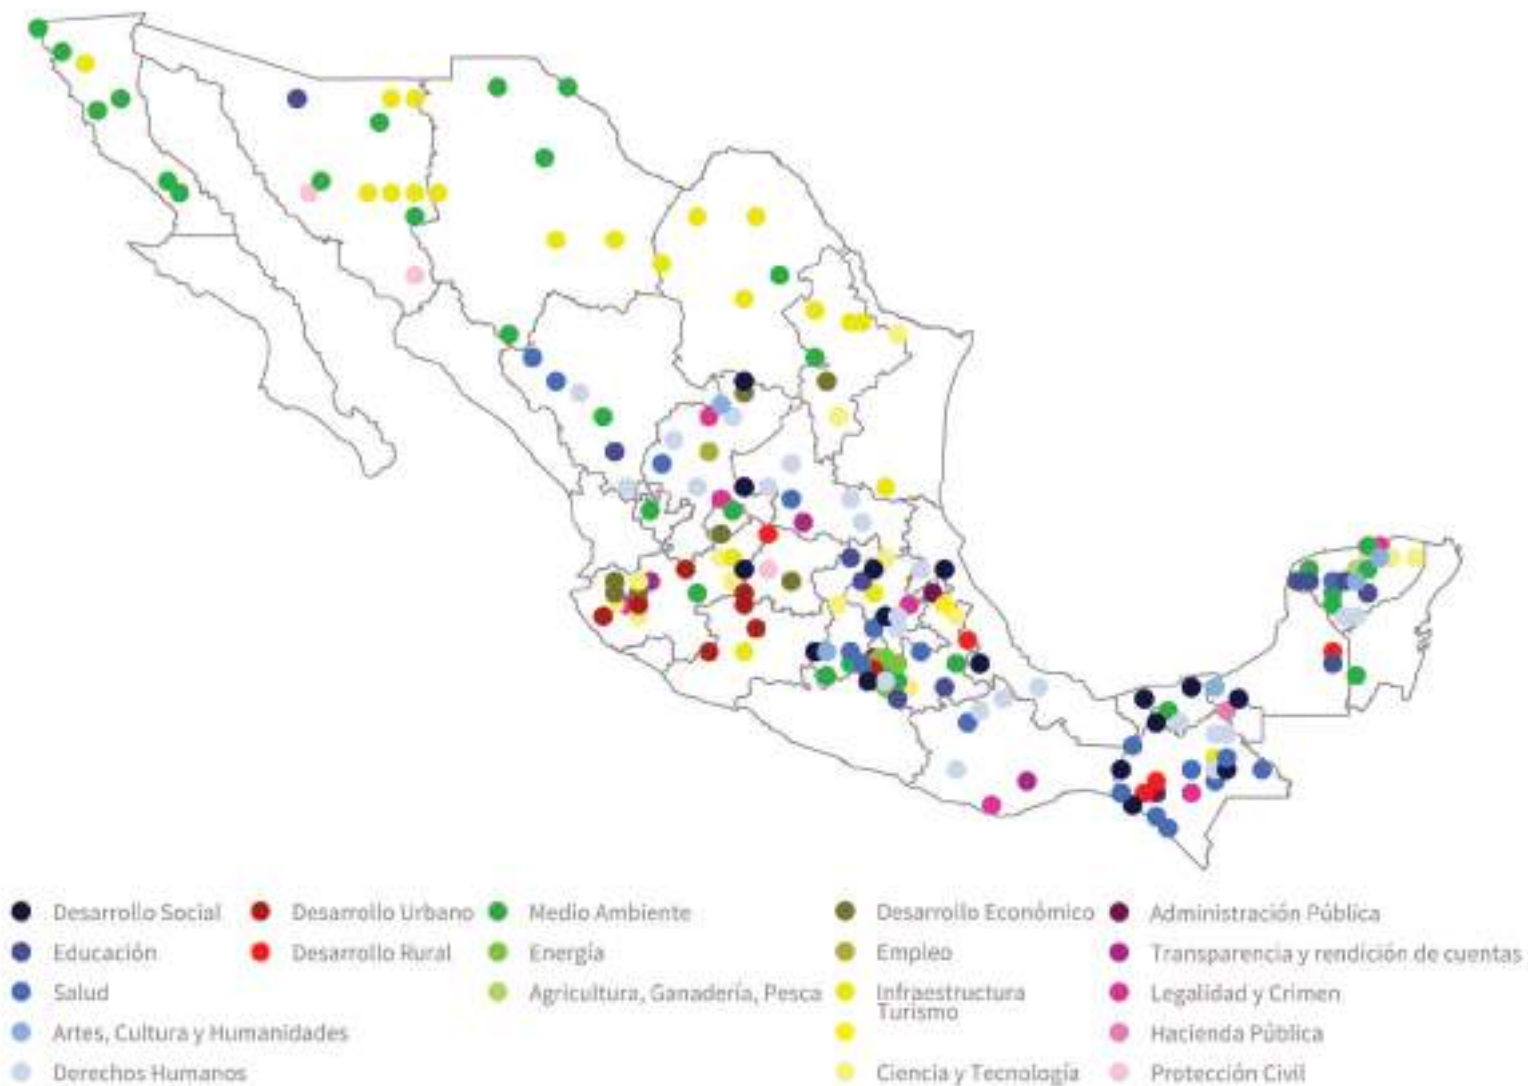 Desarrollo Social
Educación
Salud
Artes, Cultura y Humanidades
Derechos Humanos
Desarrollo Urbano
Desarrollo Rural
Medio Ambiente
Energía
Agricultura, Ganadería, Pesca
Desarrollo Económico
Empleo
Infraestructura
Turismo
Ciencia y Tecnología
Administración Pública
Transparencia y rendición de cuentas
Legalidad y Crimen
Hacienda Pública
Protección Civil